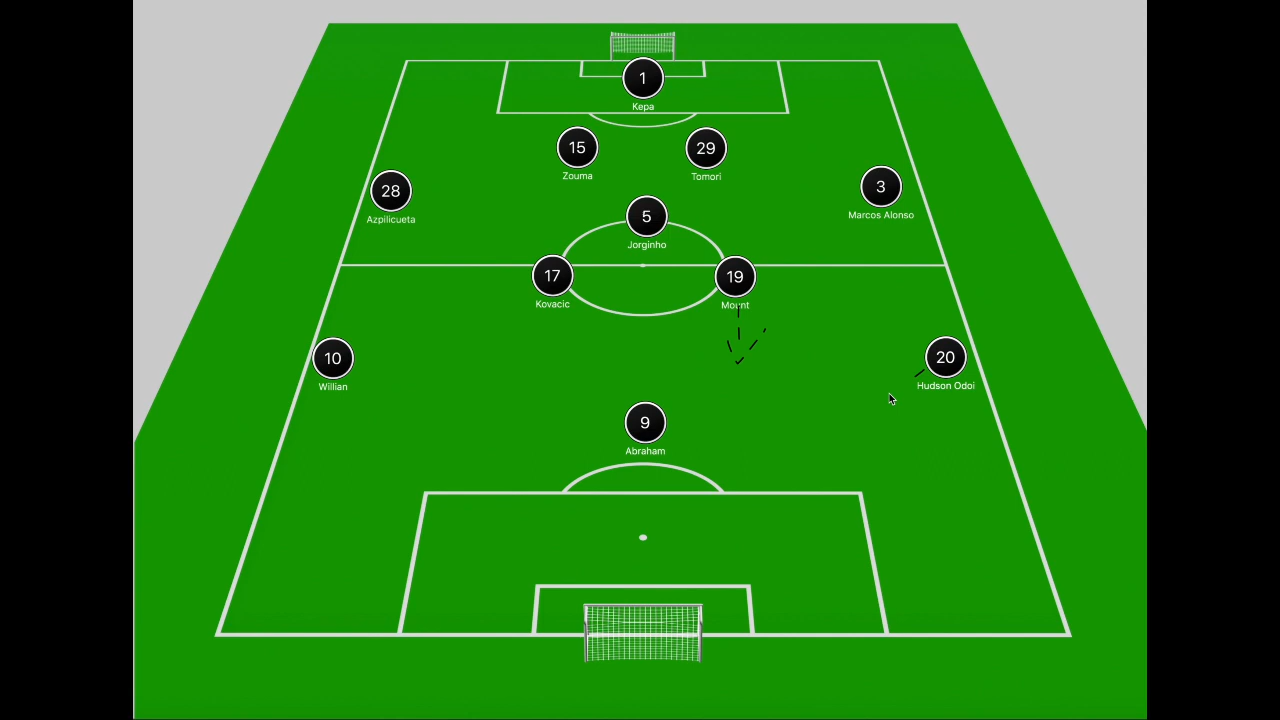 1
Kepa
15
Zouma
29
Tomori
28
Azpilicueta
3
Marcos Alonso
5
Jorginho
17
Kovacic
19
Mount
10
Willian
20
Hudson Odoi
9
Abraham